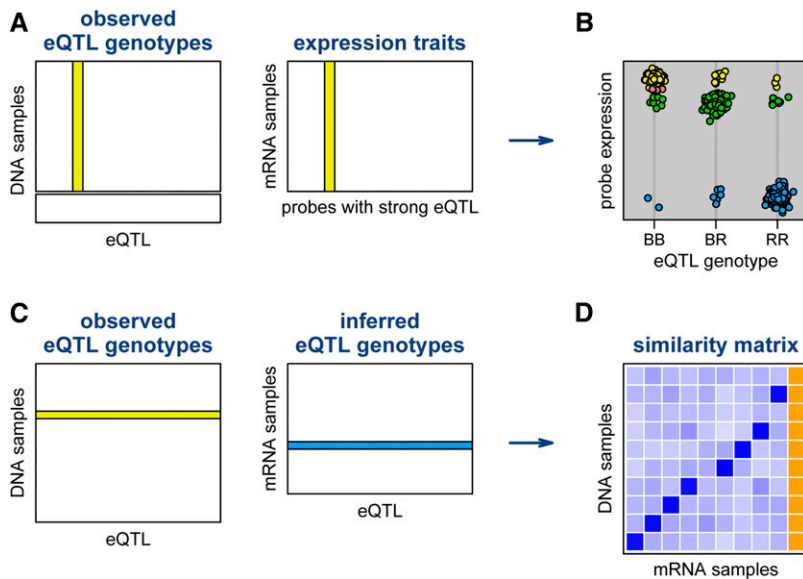 A
observed
eQTL genotypes
DNA samples
eQTL
expression traits
mRNA samples
probes with strong eQTL
B
probe expression
BB BR RR
eQTL genotype
C
observed
eQTL genotypes
DNA samples
eQTL
inferred
eQTL genotypes
mRNA samples
eQTL
D
similarity matrix
DNA samples
mRNA samples